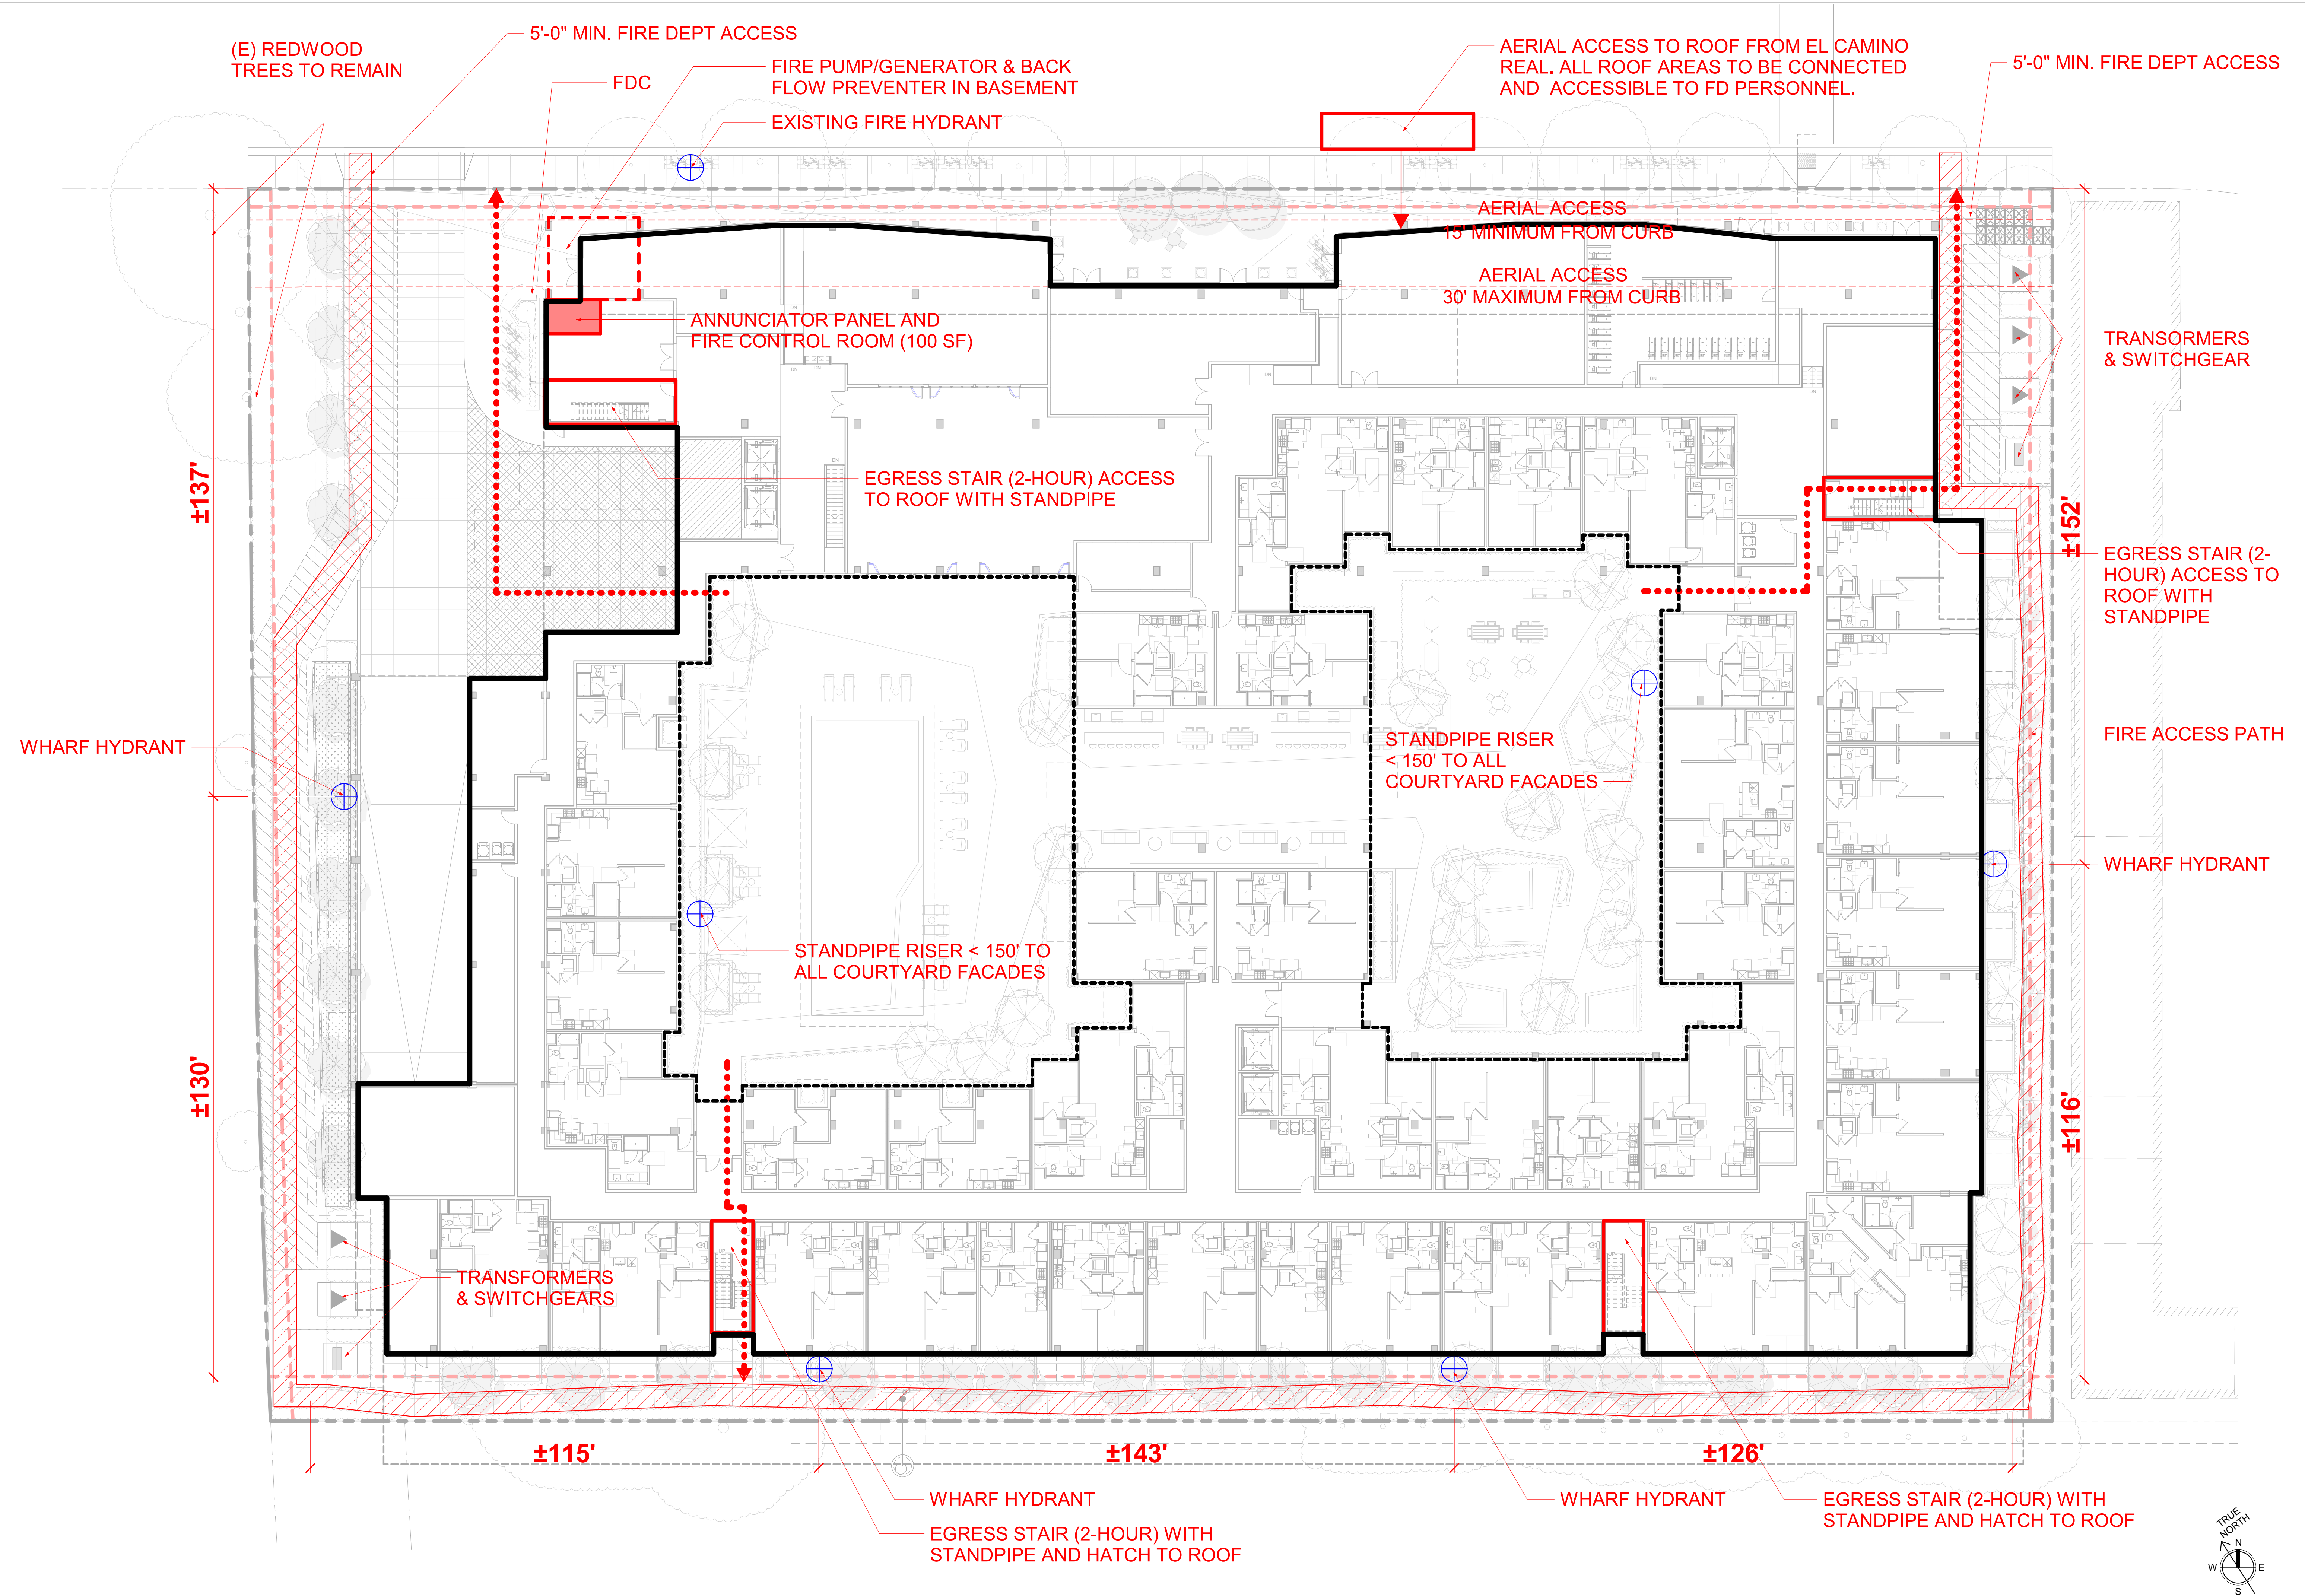 5'-0" MIN. FIRE DEPT ACCESS
(E) REDWOOD
TREES TO REMAIN
FDC
FIRE PUMP/GENERATOR & BACK
FLOW PREVENTER IN BASEMENT
EXISTING FIRE HYDRANT
AERIAL ACCESS TO ROOF FROM EL CAMINO
REAL. ALL ROOF AREAS TO BE CONNECTED
AND ACCESSIBLE TO FD PERSONNEL.
5'-0" MIN. FIRE DEPT ACCESS
AERIAL ACCESS
15' MINIMUM FROM CURB
AERIAL ACCESS
30' MAXIMUM FROM CURB
ANNUNCIATOR PANEL AND
FIRE CONTROL ROOM (100 SF)
TRANSORMERS
& SWITCHGEAR
DN
DN
DN
DN
DN
DN
DN
EGRESS STAIR (2-HOUR) ACCESS
TO ROOF WITH STANDPIPE
±137'
±152'
EGRESS STAIR (2-
HOUR) ACCESS TO
ROOF WITH
STANDPIPE
WHARF HYDRANT
STANDPIPE RISER
< 150' TO ALL
COURTYARD FACADES
FIRE ACCESS PATH
WHARF HYDRANT
STANDPIPE RISER < 150' TO
ALL COURTYARD FACADES
±130'
±116'
TRANSFORMERS
& SWITCHGEARS
±115'
±143'
±126'
WHARF HYDRANT
EGRESS STAIR (2-HOUR) WITH
STANDPIPE AND HATCH TO ROOF
WHARF HYDRANT
EGRESS STAIR (2-HOUR) WITH
STANDPIPE AND HATCH TO ROOF
TRUE
NORTH
N
W
E
S